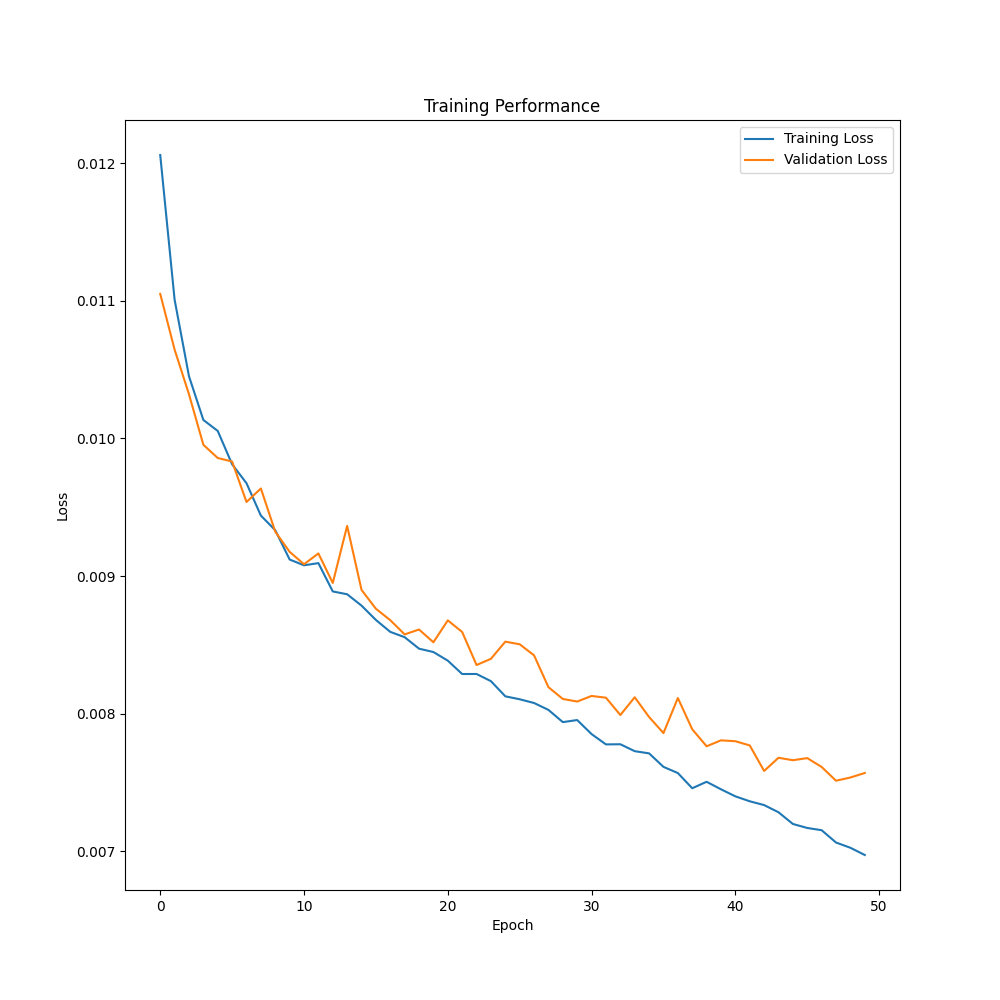 Training Performance
Training Loss
Validation Loss
0.012
0.011
0.010
0.009
0.008
0.007
Loss
0 10 20 30 40 50
Epoch